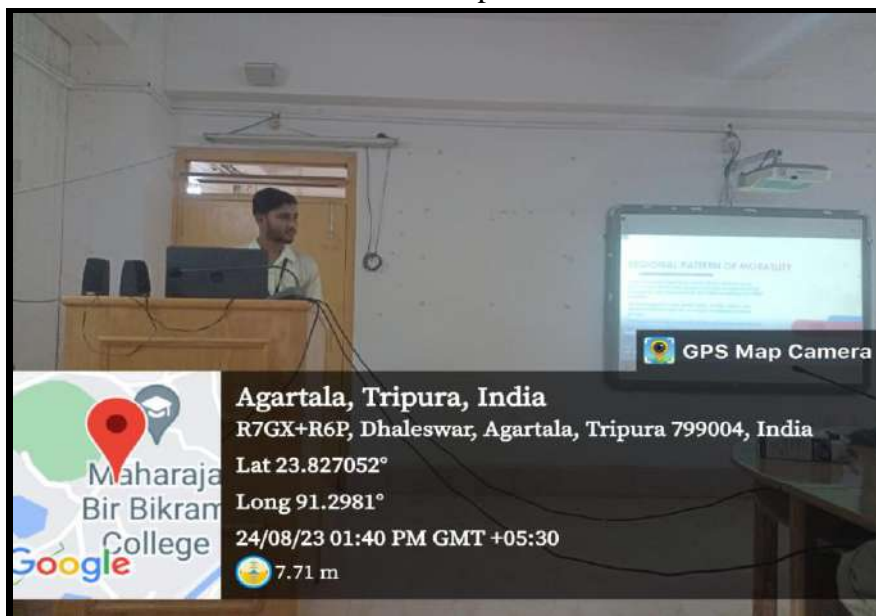 REGIONAL PATTERN OF MORTALITY
GPS Map Camera
Maharaja
Bir Bikram
College
Google
Agartala, Tripura, India
R7GX+R6P, Dhaleswar, Agartala, Tripura 799004, India
Lat 23.827052°
Long 91.2981°
24/08/23 01:40 PM GMT +05:30
7.71 m